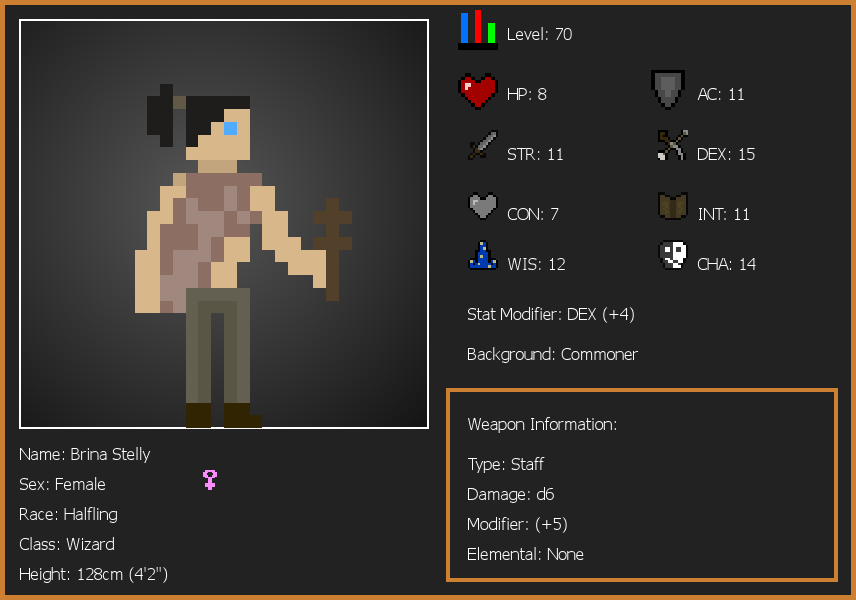 Level: 70
HP: 8
AC: 11
STR: 11
DEX: 15
CON: 7
INT: 11
WIS: 12
CHA: 14
Stat Modifier: DEX (+4)
Background: Commoner
Weapon Information:
Type: Staff
Damage: d6
Modifier: (+5)
Elemental: None
Name: Brina Stelly
Sex: Female
Race: Halfling
Class: Wizard
Height: 128cm (4'2")